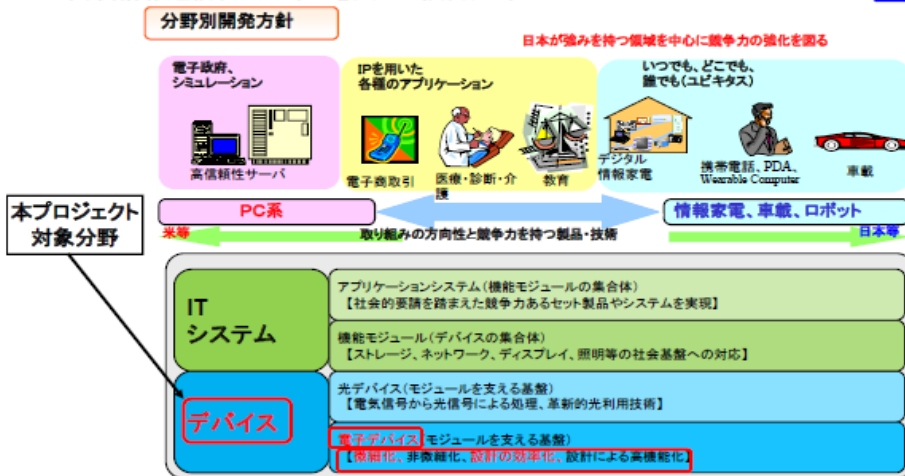 分野別開発方針
日本が強みを持つ領域を中心に競争力の強化を図る
電子政府、
シミュレーション
高信頼性サーバ
IPを用いた
各種のアプリケーション
電子商取引
医療・診断・介
護
教育
いつでも、どこでも、
誰でも(ユビキタス)
デジタル
情報家電
携帯電話、PDA、
Wearable Computer
車載
本プロジェクト
対象分野
PC系
情報家電、車載、ロボット
米等
取り組みの方向性と競争力を持つ製品・技術
日本等
IT
システム
アプリケーションシステム(機能モジュールの集合体)
【社会的要請を踏まえた競争力あるセット製品やシステムを実現】
機能モジュール(デバイスの集合体)
【ストレージ、ネットワーク、ディスプレイ、照明等の社会基盤への対応】
デバイス
光デバイス(モジュールを支える基盤)
【電気信号から光信号による処理、革新的光利用技術】
電子デバイス(モジュールを支える基盤)
【微細化、非微細化、設計の効率化、設計による高機能化】